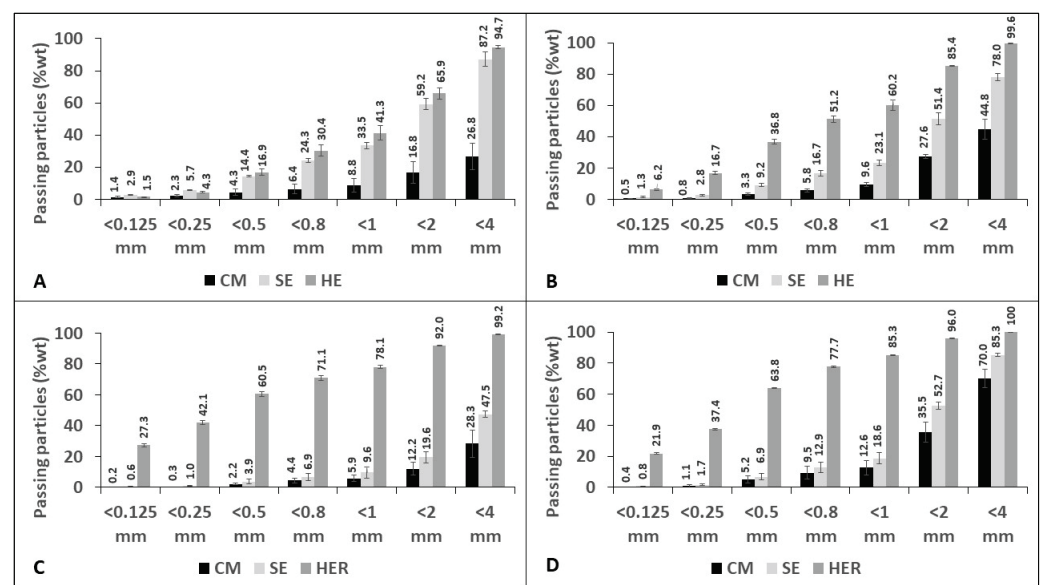 Passing particles (%wt)
100
80
60
40
20
0
1.4 2.9 1.5
2.3 5.7 4.3
4.3 14.4 16.9
6.4 24.3 30.4
8.8 33.5 41.3
16.8 59.2 65.9
26.8 87.2 94.7
<0.125 <0.25 <0.5 <0.8 <1 <2 <4
mm mm mm mm mm mm mm
A
CM SE HE
Passing particles (%wt)
100
80
60
40
20
0
0.5 1.3 6.2
0.8 2.8 16.7
3.3 9.2 36.8
5.8 16.7 51.2
9.6 23.1 60.2
27.6 51.4 85.4
44.8 78.0 99.6
<0.125 <0.25 <0.5 <0.8 <1 <2 <4
mm mm mm mm mm mm mm
B
CM SE HE
Passing particles (%wt)
100
80
60
40
20
0
0.2 0.6 27.3
0.3 1.0 42.1
2.2 3.9 60.5
4.4 6.9 71.1
5.9 9.6 78.1
12.2 19.6 92.0
28.3 47.5 99.2
<0.125 <0.25 <0.5 <0.8 <1 <2 <4
mm mm mm mm mm mm mm
C
CM SE HER
Passing particles (%wt)
100
80
60
40
20
0
0.4 0.8 21.9
1.1 1.7 37.4
5.2 6.9 63.8
9.5 12.9 77.7
12.6 18.6 85.3
35.5 52.7 96.0
70.0 85.3 100
<0.125 <0.25 <0.5 <0.8 <1 <2 <4
mm mm mm mm mm mm mm
D
CM SE HER